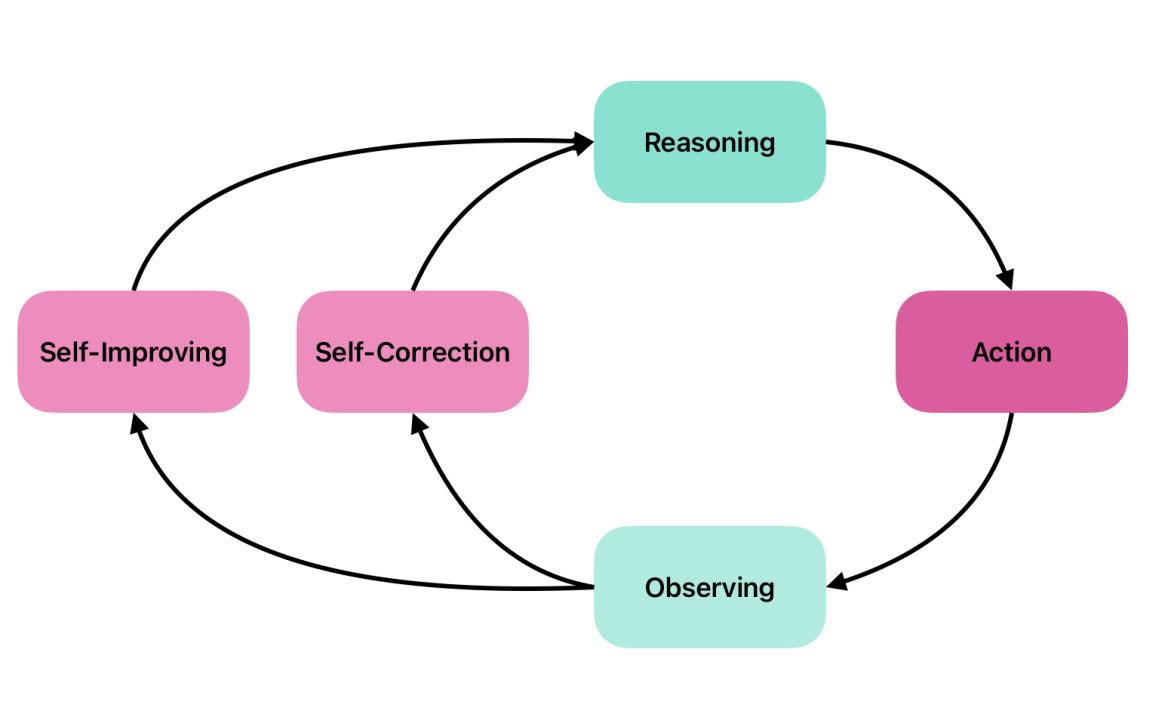 Reasoning
Self-Improving
Self-Correction
Action
Observing